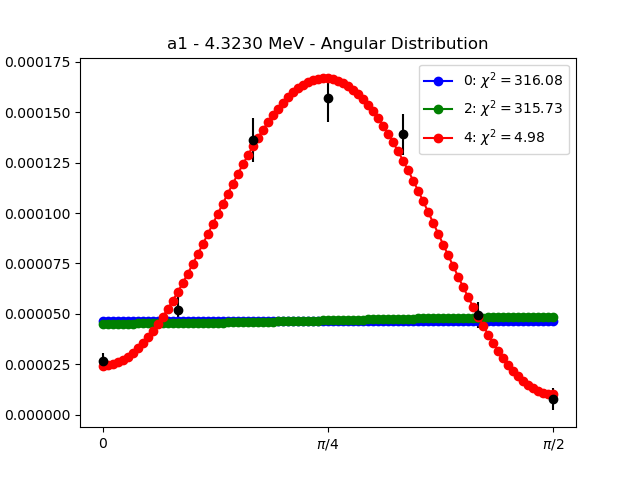 a1 - 4.3230 MeV - Angular Distribution
0.000175
0.000150
0.000125
0.000100
0.000075
0.000050
0.000025
0.000000
0
π/4
π/2
0: χ² = 316.08
2: χ² = 315.73
4: χ² = 4.98